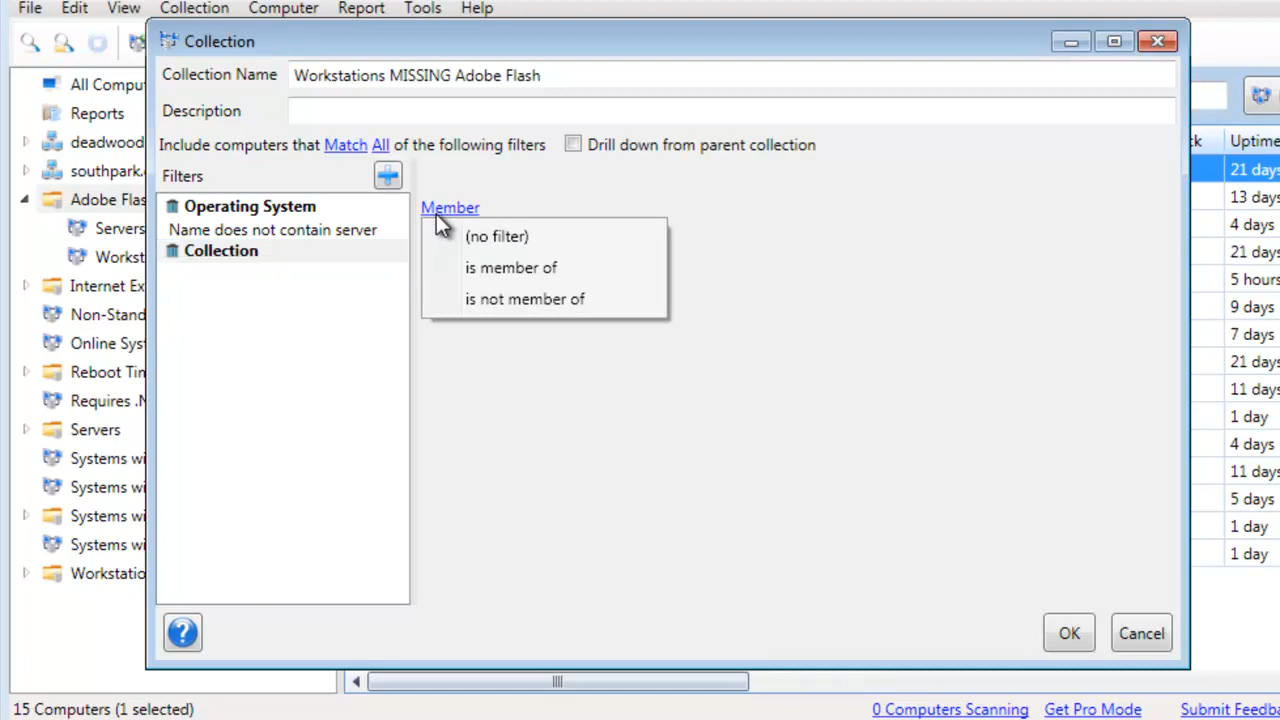 File Edit View Collection Computer Report Tools Help
Collection
Collection Name Workstations MISSING Adobe Flash
Description
Include computers that Match All of the following filters Drill down from parent collection
Filters
Operating System
Name does not contain server
Collection
Member
(no filter)
is member of
is not member of
? OK Cancel
All Compu
Reports
deadwood
southpark.
Adobe Flas
Servers
Workst
Internet Ex
Non-Stand
Online Sys
Reboot Tin
Requires .N
Servers
Systems wi
Systems wi
Systems wi
Systems wi
Workstatio
ck Uptime
21 days
13 days
4 days
21 days
5 hours
9 days
7 days
21 days
11 days
1 day
4 days
11 days
5 days
1 day
1 day
15 Computers (1 selected) 0 Computers Scanning Get Pro Mode Submit Feedba